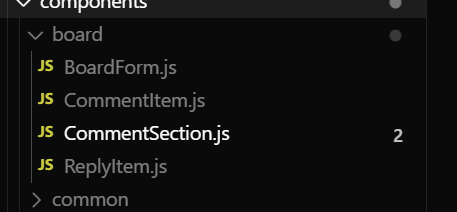 components
board
JS BoardForm.js
JS CommentItem.js
JS CommentSection.js 2
JS ReplyItem.js
common